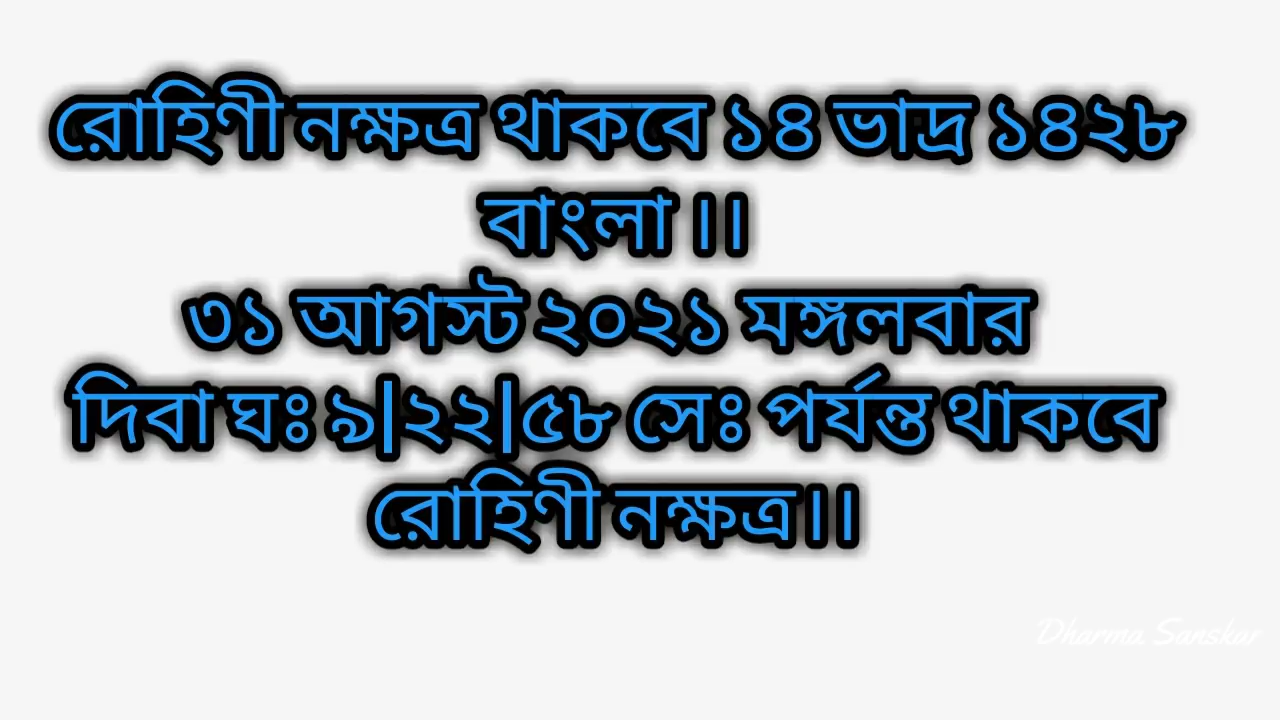 রোহিণী নক্ষত্র থাকবে ১৪ ভাদ্র ১৪২৮
বাংলা ।।
৩১ আগস্ট ২০২১ মঙ্গলবার
দিবা ঘঃ ৯|২২|৫৮ সেঃ পর্যন্ত থাকবে
রোহিণী নক্ষত্র।।
Dharma Sanskar